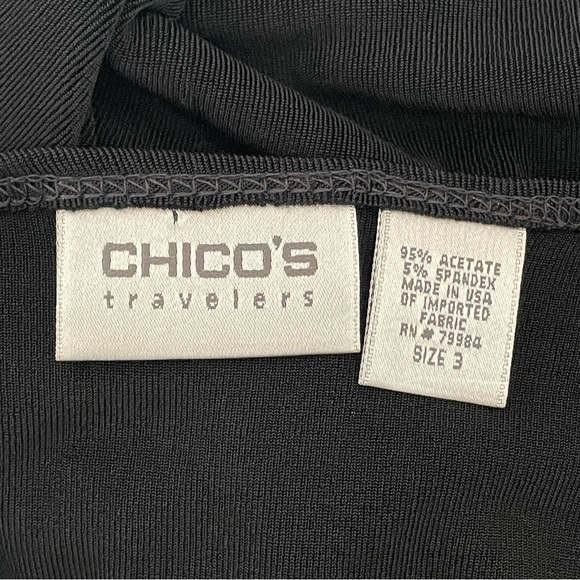 CHICO'S
travelers
95% ACETATE
5% SPANDEX
MADE IN USA
OF IMPORTED
FABRIC
RN # 79984
SIZE 3